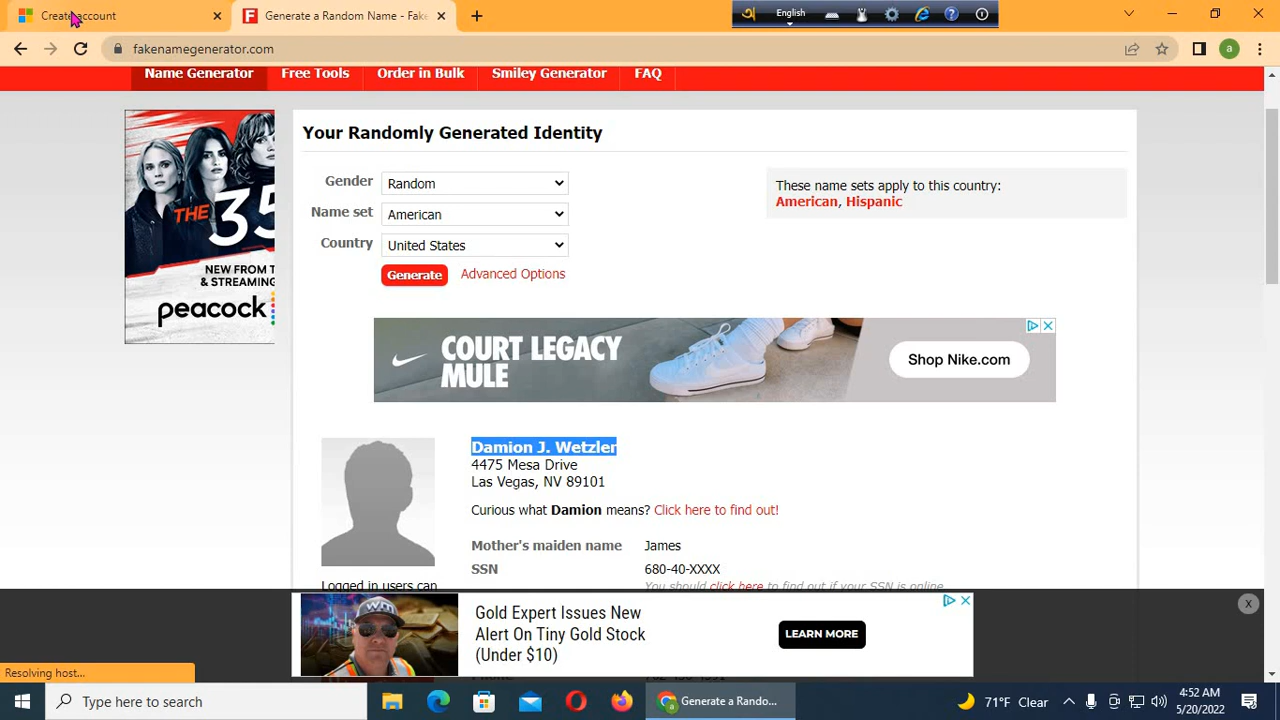 Create account
Generate a Random Name - Fake
English
fakenamegenerator.com
a
Name Generator
Free Tools
Order in Bulk
Smiley Generator
FAQ
Your Randomly Generated Identity
Gender
Random
Name set
American
Country
United States
Generate
Advanced Options
These name sets apply to this country:
American, Hispanic
THE 35
NEW FROM T
& STREAMING
peacock
COURT LEGACY
MULE
Shop Nike.com
Damion J. Wetzler
4475 Mesa Drive
Las Vegas, NV 89101
Curious what Damion means? Click here to find out!
Mother's maiden name
James
SSN
680-40-XXXX
You should click here to find out if your SSN is online
Logged in users can
Gold Expert Issues New
Alert On Tiny Gold Stock
(Under $10)
LEARN MORE
X
Resolving host...
Type here to search
Generate a Rando...
71°F Clear
4:52 AM
5/20/2022